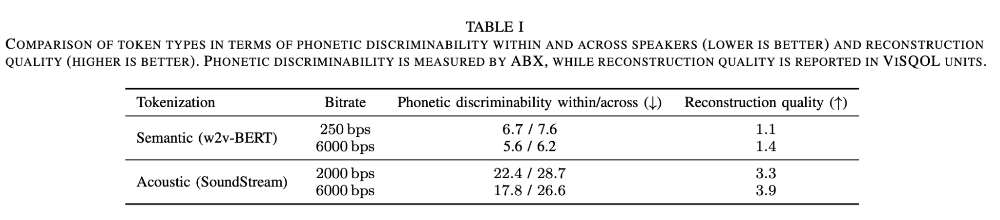 TABLE I
COMPARISON OF TOKEN TYPES IN TERMS OF PHONETIC DISCRIMINABILITY WITHIN AND ACROSS SPEAKERS (LOWER IS BETTER) AND RECONSTRUCTION
QUALITY (HIGHER IS BETTER). PHONETIC DISCRIMINABILITY IS MEASURED BY ABX, WHILE RECONSTRUCTION QUALITY IS REPORTED IN VISQOL UNITS.
Tokenization Bitrate Phonetic discriminability within/across (↓) Reconstruction quality (↑)
Semantic (w2v-BERT) 250 bps 6.7 / 7.6 1.1
6000 bps 5.6 / 6.2 1.4
Acoustic (SoundStream) 2000 bps 22.4 / 28.7 3.3
6000 bps 17.8 / 26.6 3.9